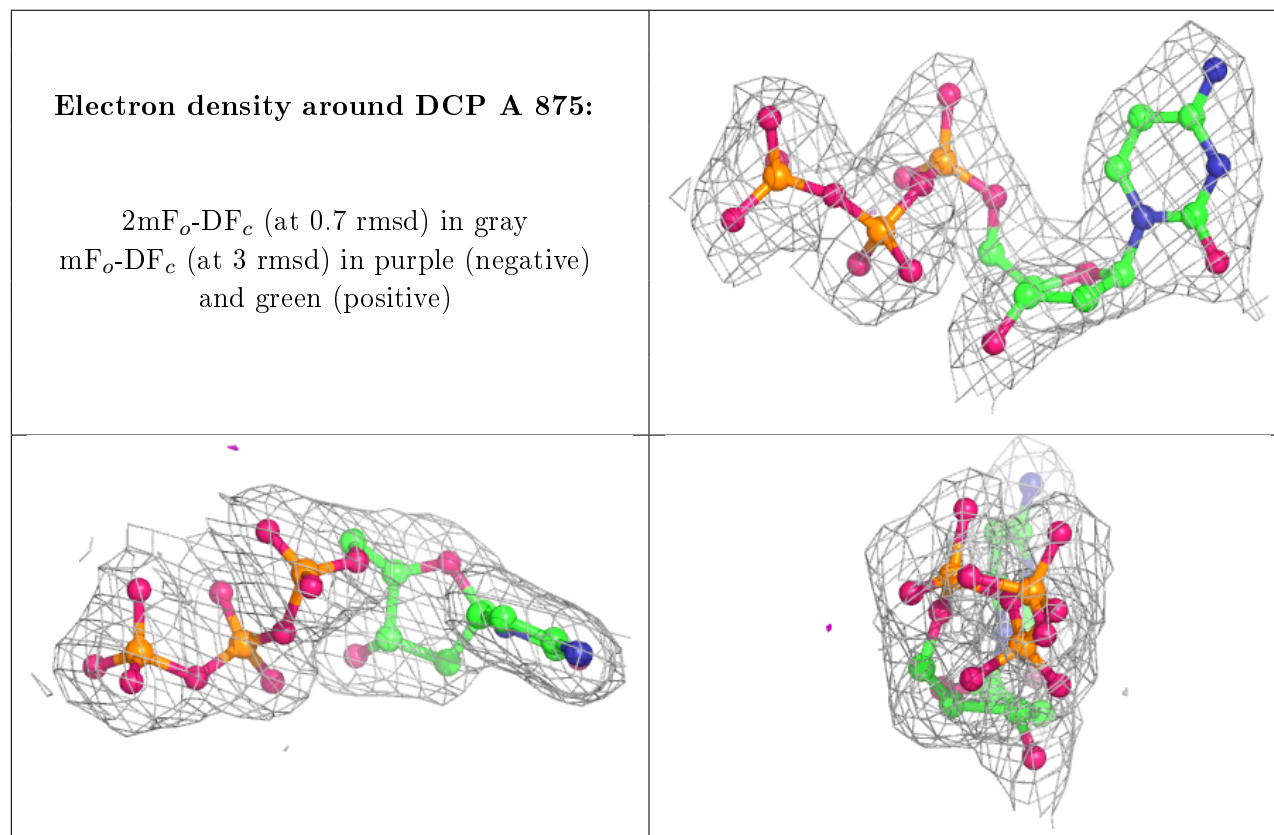 Electron density around DCP A 875:
2mFₒ-DF𝑐 (at 0.7 rmsd) in gray
mFₒ-DF𝑐 (at 3 rmsd) in purple (negative)
and green (positive)